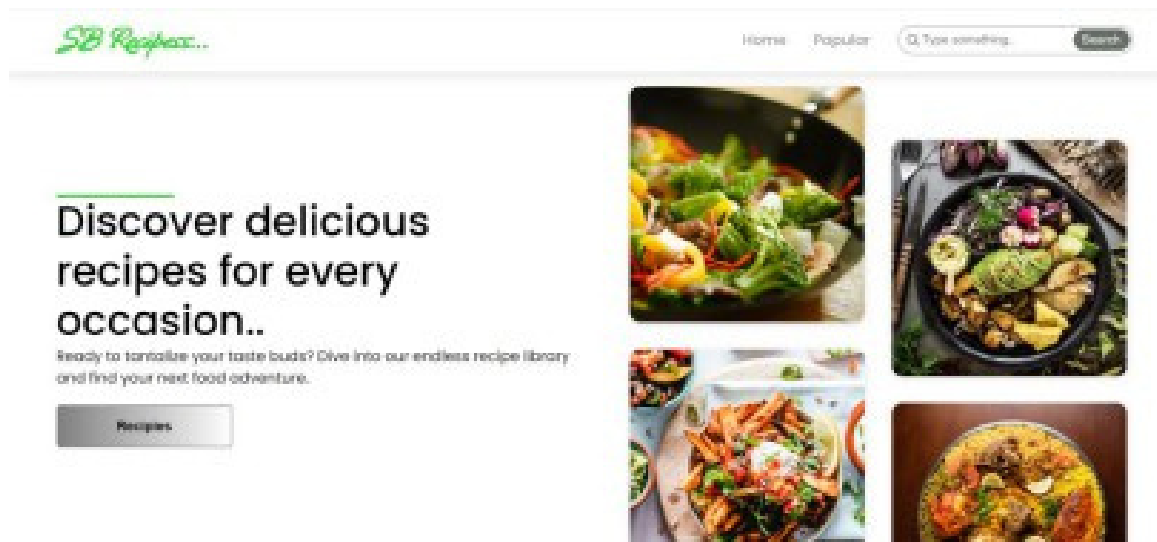 SB Recipess...
Home
Popular
Type something..
Search
Discover delicious
recipes for every
occasion..
Ready to tantalize your taste buds? Dive into our endless recipe library
and find your next food adventure.
Recipies